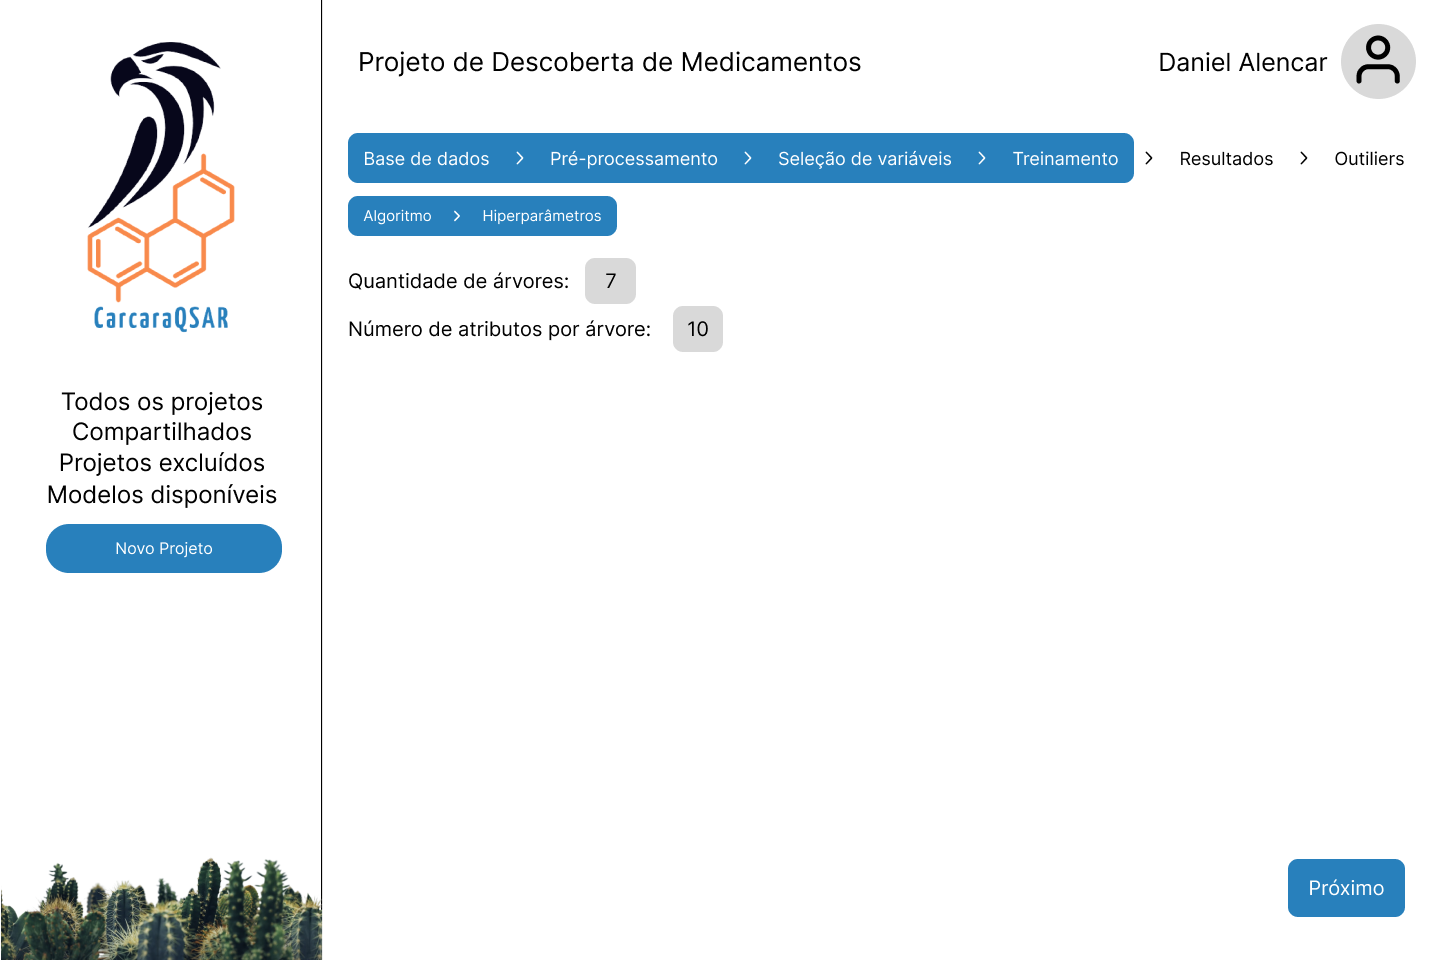 CarcaraQSAR
Todos os projetos
Compartilhados
Projetos excluídos
Modelos disponíveis
Novo Projeto
Projeto de Descoberta de Medicamentos
Daniel Alencar
Base de dados > Pré-processamento > Seleção de variáveis > Treinamento > Resultados > Outiliers
Algoritmo > Hiperparâmetros
Quantidade de árvores: 7
Número de atributos por árvore: 10
Próximo